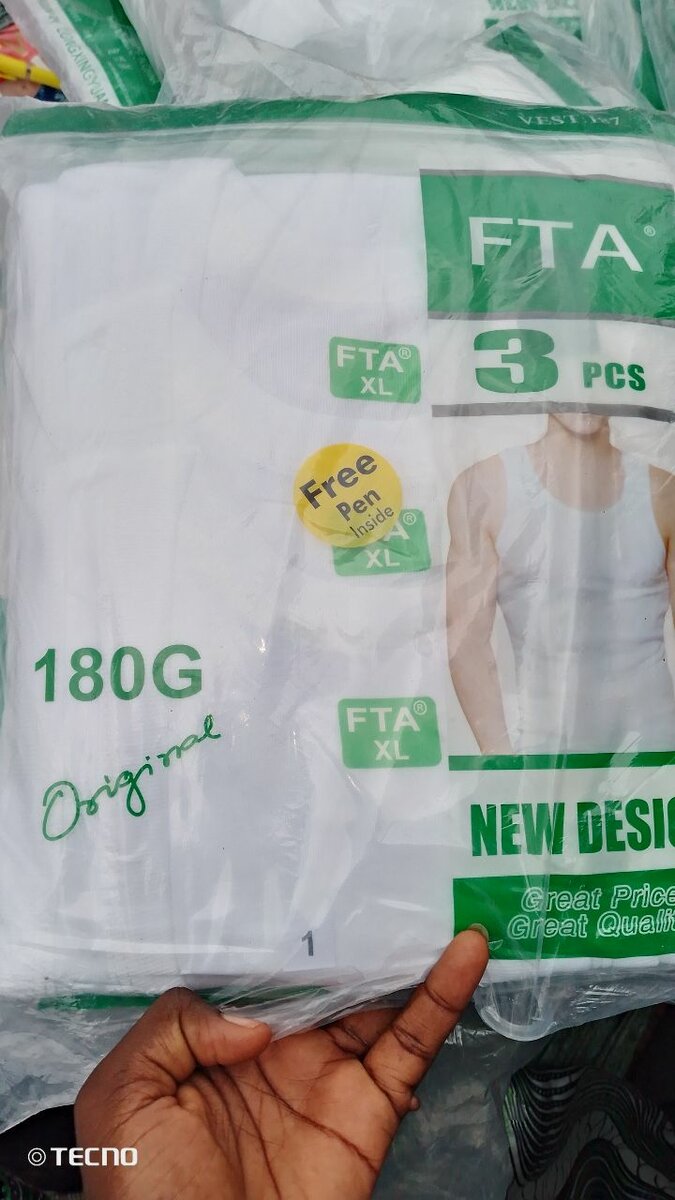 VEST 187
FTA®
3 PCS
FTA®
XL
Free
Pen
Inside
A®
XL
180G
Original
FTA®
XL
NEW DESIG
Great Price
Great Qualit
1
TECNO